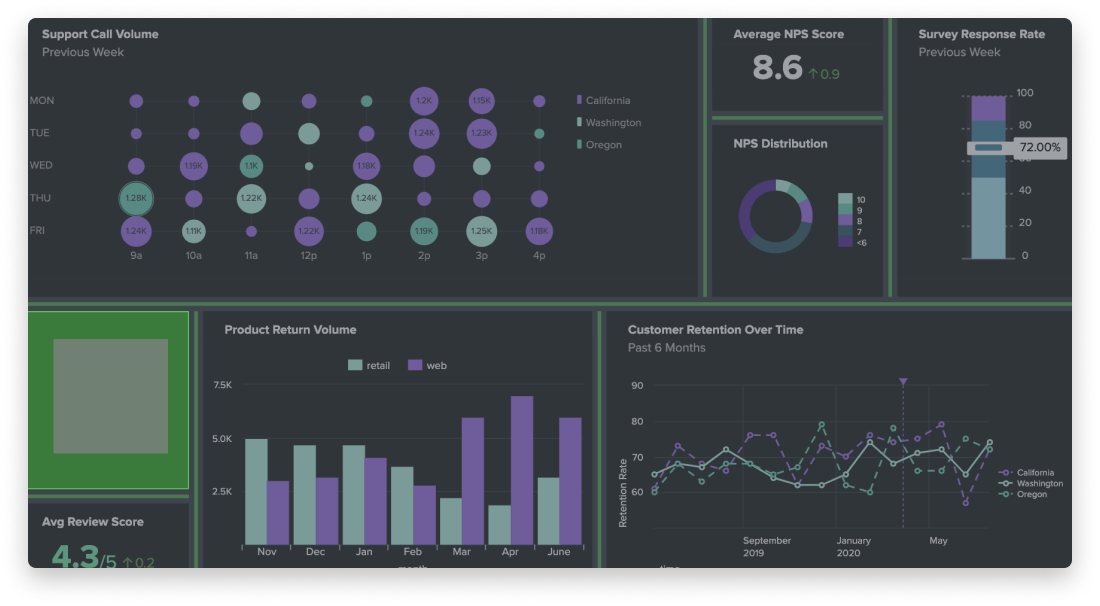 Support Call Volume
Previous Week
MON
1.2K 1.15K
TUE
1.24K 1.23K
WED
1.19K 1.1K 1.18K
THU
1.28K 1.22K 1.24K
FRI
1.24K 1.11K 1.22K 1.19K 1.25K 1.18K
9a 10a 11a 12p 1p 2p 3p 4p
California
Washington
Oregon
Average NPS Score
8.6 ↑0.9
NPS Distribution
10
9
8
7
<6
Survey Response Rate
Previous Week
100
80
72.00%
40
20
0
Product Return Volume
retail web
7.5K
5.0K
2.5K
Nov Dec Jan Feb Mar Apr June
Customer Retention Over Time
Past 6 Months
90
80
70
60
Retention Rate
September 2019
January 2020
May
California
Washington
Oregon
Avg Review Score
4.3/5 ↑0.2